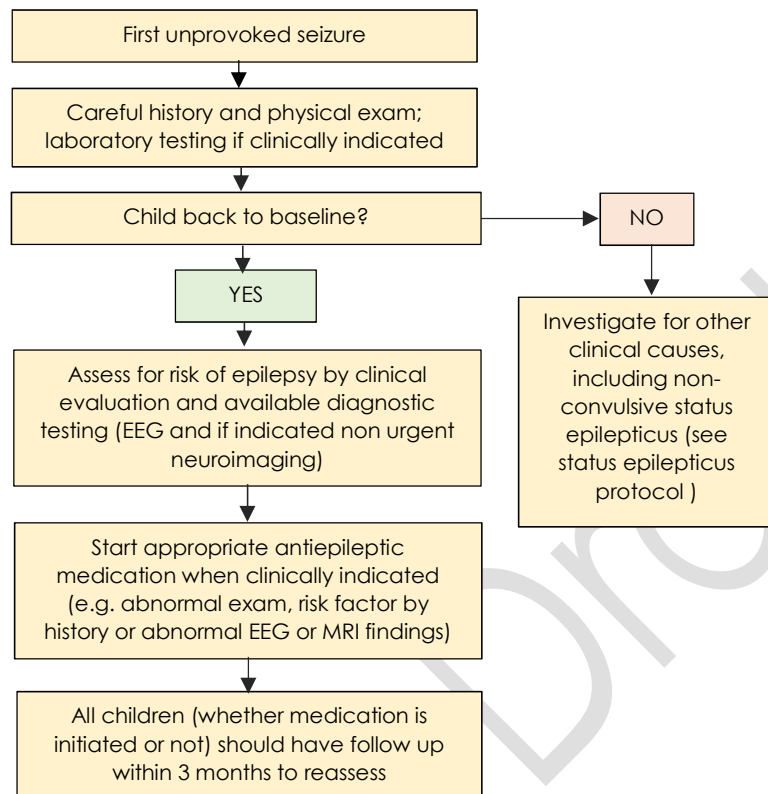 First unprovoked seizure
Careful history and physical exam;
laboratory testing if clinically indicated
Child back to baseline?
NO
YES
Investigate for other
clinical causes,
including non-
convulsive status
epilepticus (see
status epilepticus
protocol )
Assess for risk of epilepsy by clinical
evaluation and available diagnostic
testing (EEG and if indicated non urgent
neuroimaging)
Start appropriate antiepileptic
medication when clinically indicated
(e.g. abnormal exam, risk factor by
history or abnormal EEG or MRI findings)
All children (whether medication is
initiated or not) should have follow up
within 3 months to reassess